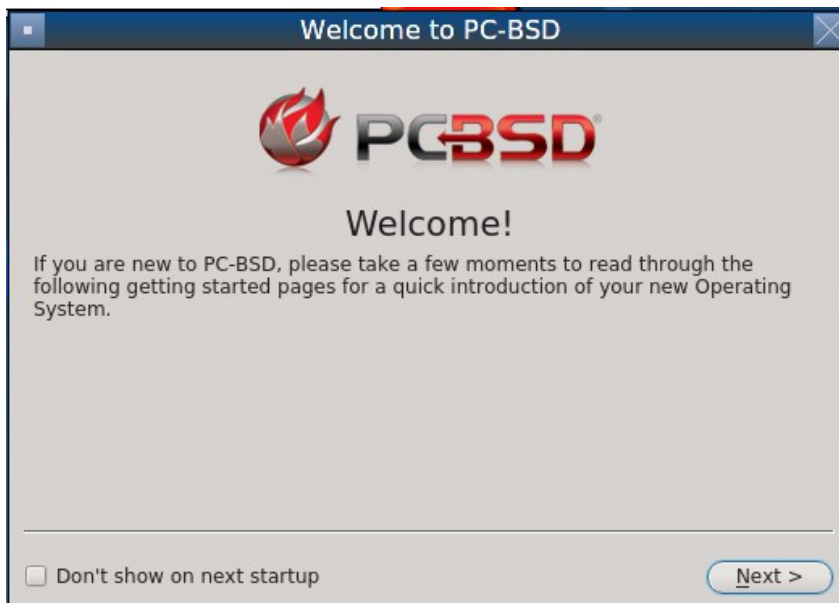 Welcome to PC-BSD
PCBSD®
Welcome!
If you are new to PC-BSD, please take a few moments to read through the
following getting started pages for a quick introduction of your new Operating
System.
Don't show on next startup
Next >